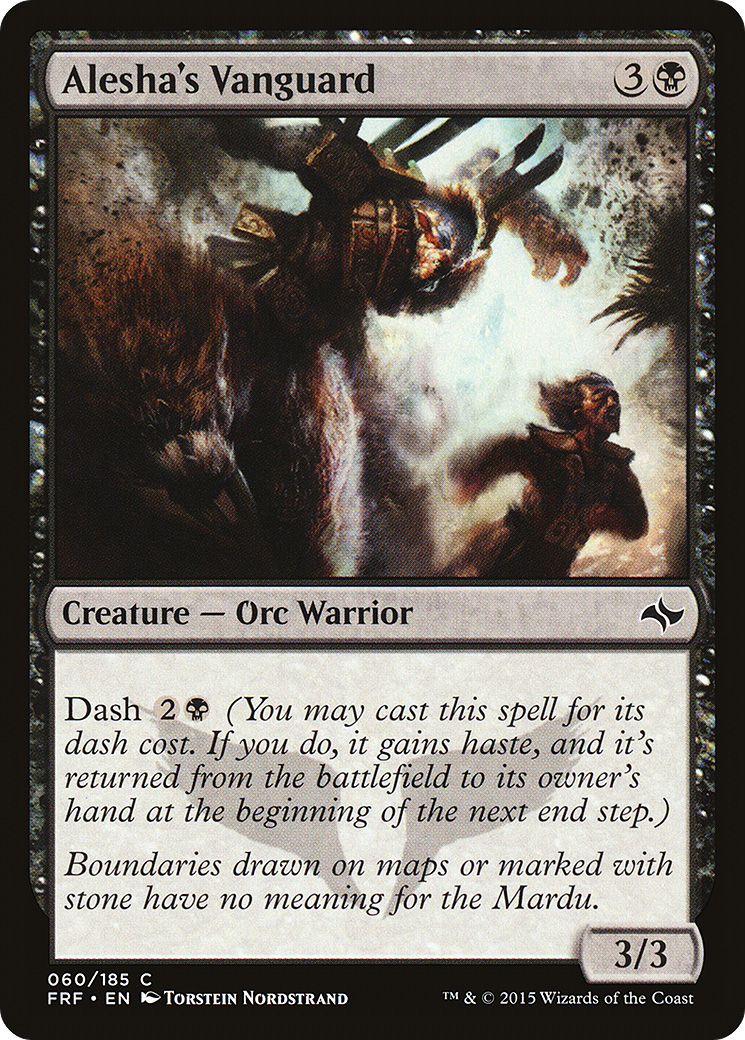 Alesha's Vanguard 3
Creature — Orc Warrior
Dash 2 (You may cast this spell for its
dash cost. If you do, it gains haste, and it's
returned from the battlefield to its owner's
hand at the beginning of the next end step.)
Boundaries drawn on maps or marked with
stone have no meaning for the Mardu.
3/3
060/185 C
FRF • EN Torstein Nordstrand ™ & © 2015 Wizards of the Coast